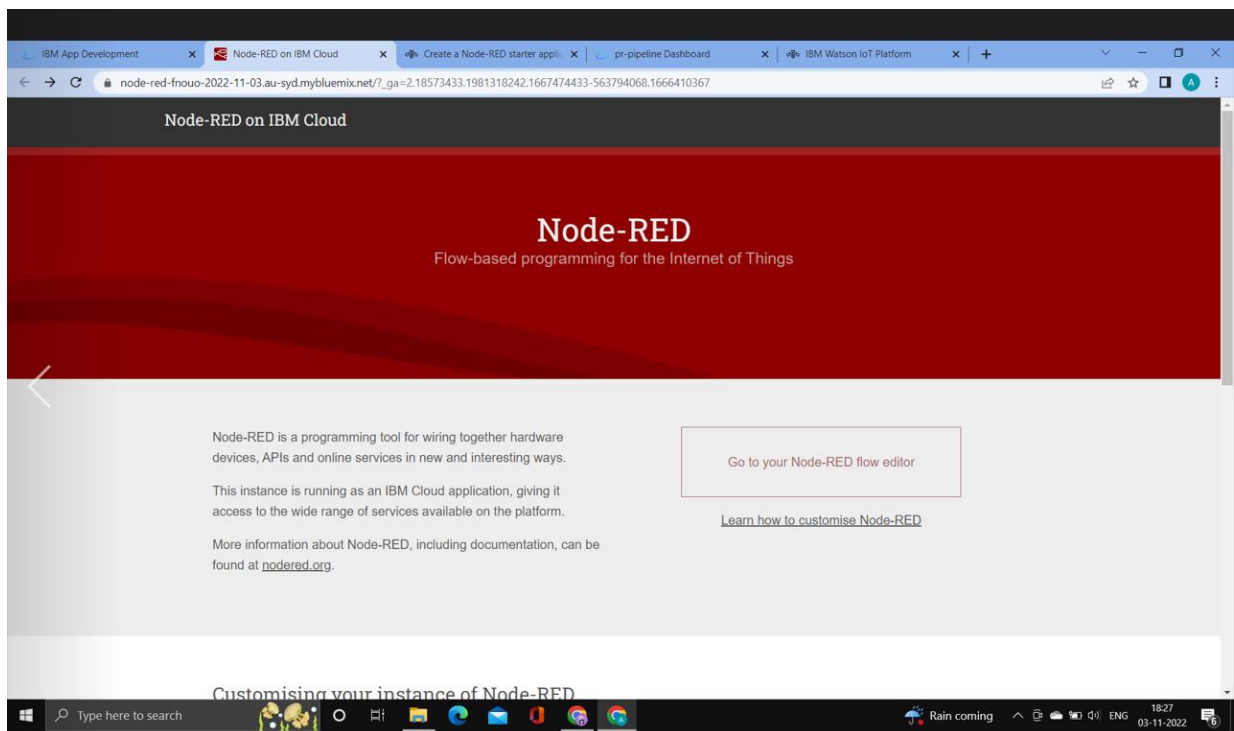 IBM App Development
Node-RED on IBM Cloud
Create a Node-RED starter applic
pr-pipeline Dashboard
IBM Watson IoT Platform
node-red-fnouo-2022-11-03.au-syd.mybluemix.net/?_ga=2.18573433.1981318242.1667474433-563794068.1666410367
A
Node-RED on IBM Cloud
Node-RED
Flow-based programming for the Internet of Things
Node-RED is a programming tool for wiring together hardware
devices, APIs and online services in new and interesting ways.
This instance is running as an IBM Cloud application, giving it
access to the wide range of services available on the platform.
More information about Node-RED, including documentation, can be
found at nodered.org.
Go to your Node-RED flow editor
Learn how to customise Node-RED
Customising your instance of Node-RED
Type here to search
Rain coming
ENG
18:27
03-11-2022
6